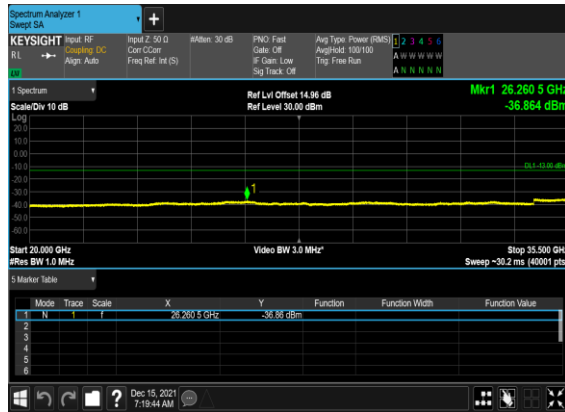 Spectrum Analyzer 1
Swept SA
+
KEYSIGHT Input: RF Input Z: 50 Ω #Atten: 30 dB PNO: Fast Avg Type: Power (RMS) 1 2 3 4 5 6
RL Coupling: DC Corr CCorr Gate: Off Avg|Hold: 100/100 A W W W W W
Align: Auto Freq Ref: Int (S) IF Gain: Low Trig: Free Run
LW Sig Track: Off A N N N N N
1 Spectrum Ref Lvl Offset 14.96 dB Mkr1 26.260 5 GHz
Scale/Div 10 dB Ref Level 30.00 dBm -36.864 dBm
Log
20.0
10.0
0.00
-10.0 DL1 -13.00 dBm
-20.0
-30.0 1
-40.0
-50.0
-60.0
Start 20.000 GHz Video BW 3.0 MHz* Stop 35.500 GHz
#Res BW 1.0 MHz Sweep ~30.2 ms (40001 pts)
5 Marker Table
Mode Trace Scale X Y Function Function Width Function Value
1 N 1 f 26.260 5 GHz -36.86 dBm
2
3
4
5
6
? Dec 15, 2021
7:19:44 AM